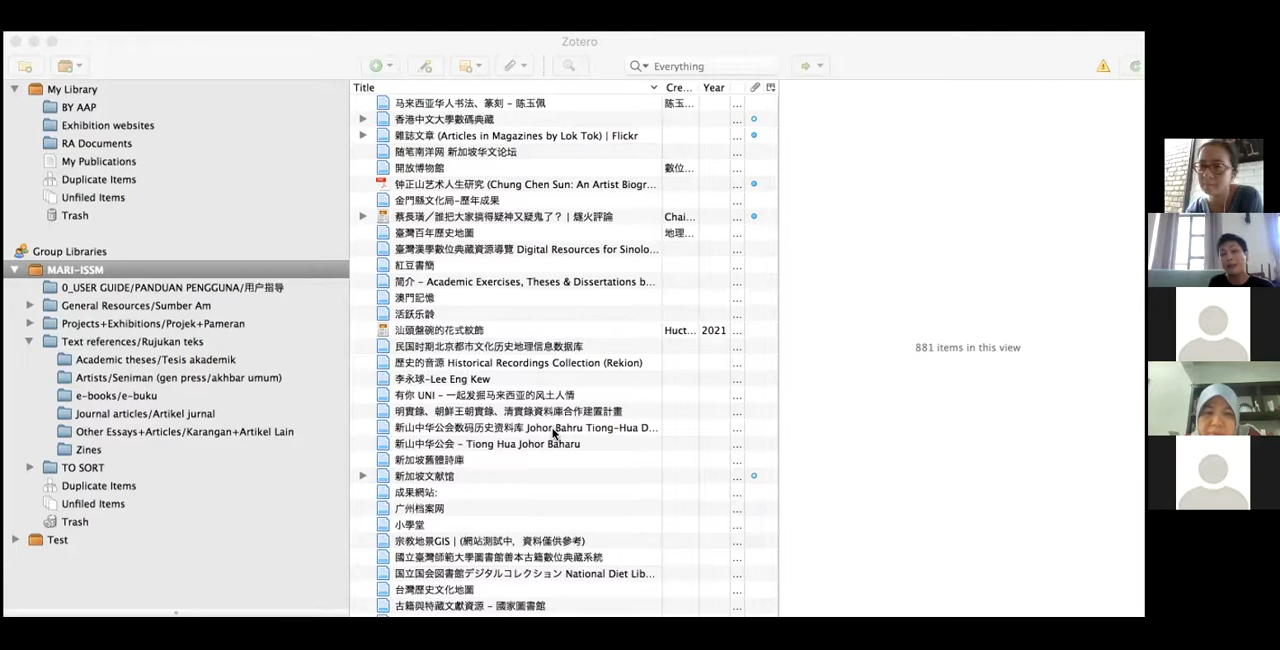 Zotero
Everything
My Library
BY AAP
Exhibition websites
RA Documents
My Publications
Duplicate Items
Unfiled Items
Trash
Group Libraries
MARI-ISSM
0_USER GUIDE/PANDUAN PENGGUNA/用户指导
General Resources/Sumber Am
Projects+Exhibitions/Projek+Pameran
Text references/Rujukan teks
Academic theses/Tesis akademik
Artists/Seniman (gen press/akhbar umum)
e-books/e-buku
Journal articles/Artikel jurnal
Other Essays+Articles/Karangan+Artikel Lain
Zines
TO SORT
Duplicate Items
Unfiled Items
Trash
Test
Title Cre... Year
马来西亚华人书法、篆刻 – 陈玉佩 陈玉... ...
香港中文大學數碼典藏 ...
雜誌文章 (Articles in Magazines by Lok Tok) | Flickr ...
随笔南洋网 新加坡华文论坛 ...
開放博物館 數位... ...
钟正山艺术人生研究 (Chung Chen Sun: An Artist Biogr... ...
金門縣文化局-歷年成果 ...
蔡長璜／誰把大家搞得疑神又疑鬼了？ | 燧火評論 Chai... ...
臺灣百年歷史地圖 地理... ...
臺灣漢學數位典藏資源導覽 Digital Resources for Sinolo... ...
紅豆書簡 ...
简介 – Academic Exercises, Theses & Dissertations b... ...
澳門記憶 ...
活跃乐龄 ...
汕頭盤碗的花式紋飾 Huct... 2021 ...
民国时期北京都市文化历史地理信息数据库 ...
歴史的音源 Historical Recordings Collection (Rekion) ...
李永球-Lee Eng Kew ...
有你 UNI – 一起发掘马来西亚的风土人情 ...
明實錄、朝鮮王朝實錄、清實錄資料庫合作建置計畫 ...
新山中华公会数码历史资料库 Johor Bahru Tiong-Hua D... ...
新山中华公会 – Tiong Hua Johor Baharu ...
新加坡舊體詩庫 ...
新加坡文献馆 ...
成果網站: ...
广州档案网 ...
小學堂 ...
宗教地景GIS | (網站測試中，資料僅供參考) ...
國立臺灣師範大學圖書館善本古籍數位典藏系統 ...
国立国会図書館デジタルコレクション National Diet Lib... ...
台灣歷史文化地圖 ...
古籍與特藏文獻資源 – 國家圖書館 ...
881 items in this view